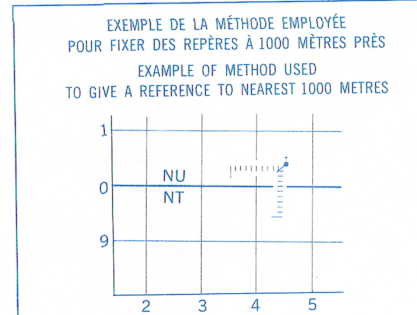 EXEMPLE DE LA MÉTHODE EMPLOYÉE
POUR FIXER DES REPÈRES À 1000 MÈTRES PRÈS
EXAMPLE OF METHOD USED
TO GIVE A REFERENCE TO NEAREST 1000 METRES
1
NU
0
NT
9
2 3 4 5